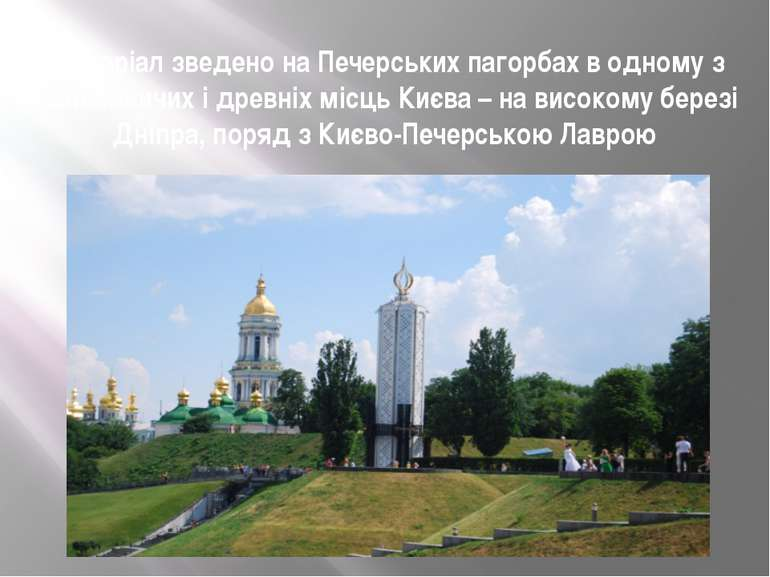 зведено на Печерських пагорбах в одному з
і древніх місць Києва – на високому березі
Дніпра, поряд з Києво-Печерською Лаврою